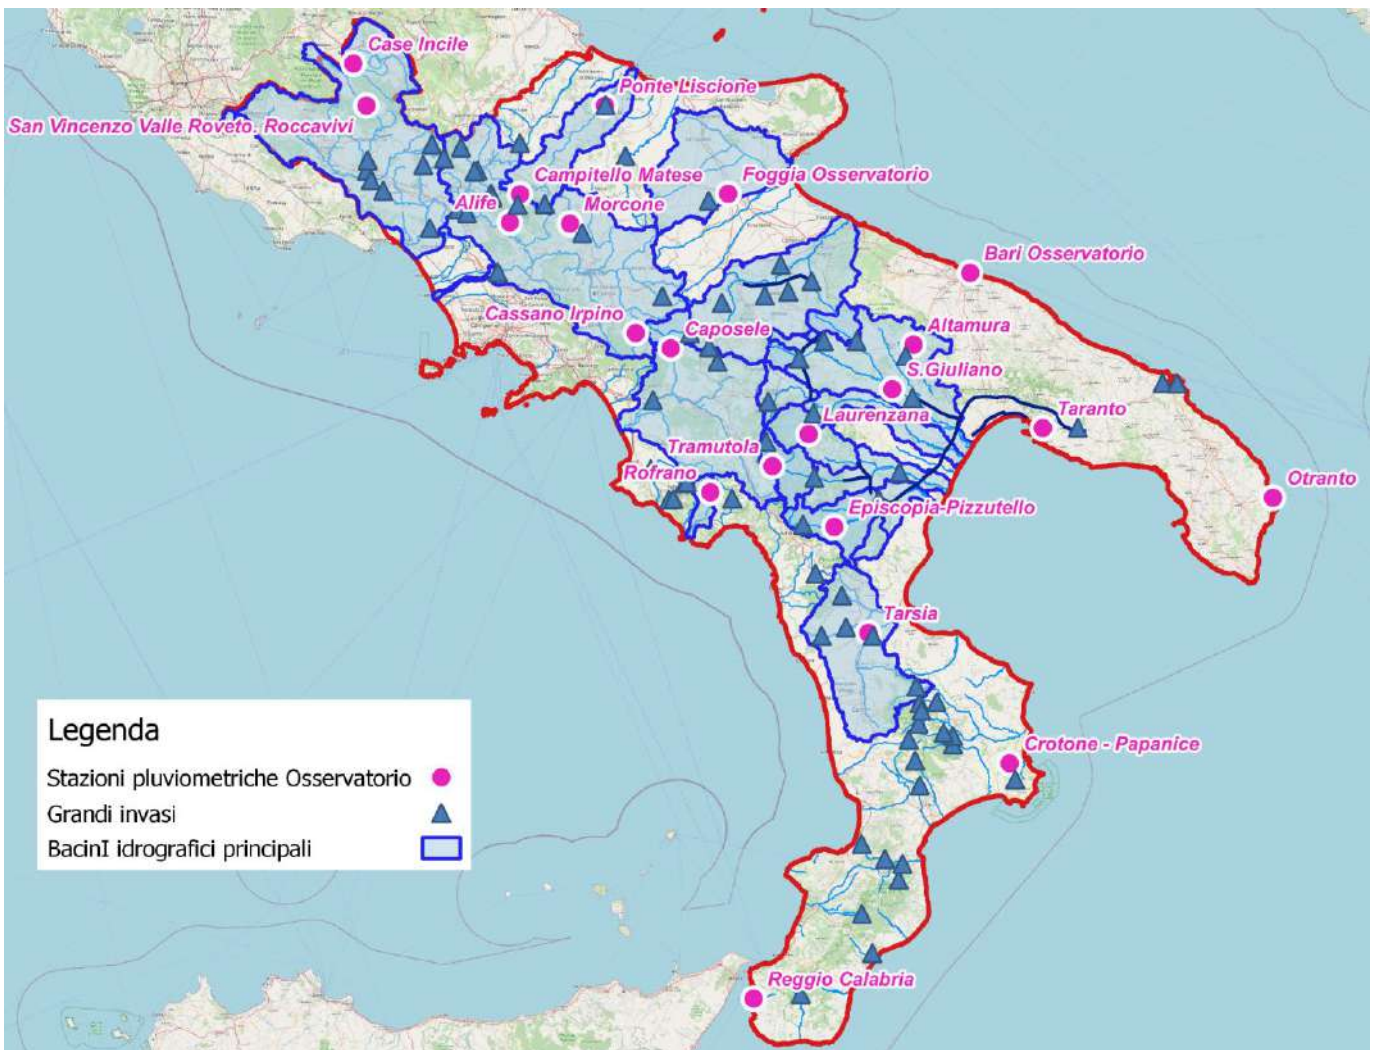 Case Incile
Ponte Liscione
San Vincenzo Valle Roveto, Roccavivi
Campitello Matese
Foggia Osservatorio
Alife
Morcone
Bari Osservatorio
Cassano Irpino
Caposele
Altamura
S.Giuliano
Laurenzana
Taranto
Tramutola
Rofrano
Otranto
Episcopia-Pizzutello
Tarsia
Legenda
Stazioni pluviometriche Osservatorio
Grandi invasi
BacinI idrografici principali
Crotone - Papanice
Reggio Calabria